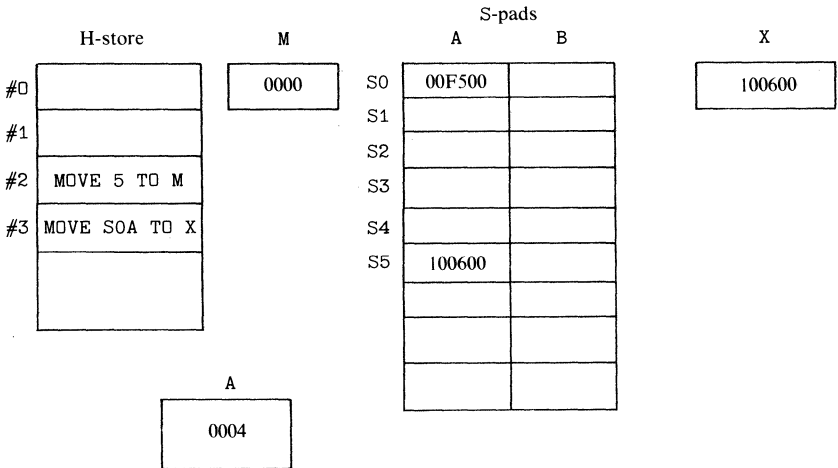 S-pads
H-store M A B X
#0 0000 S0 00F500 100600
#1 S1
S2
#2 MOVE 5 TO M S3
#3 MOVE S0A TO X S4
S5 100600
A
0004